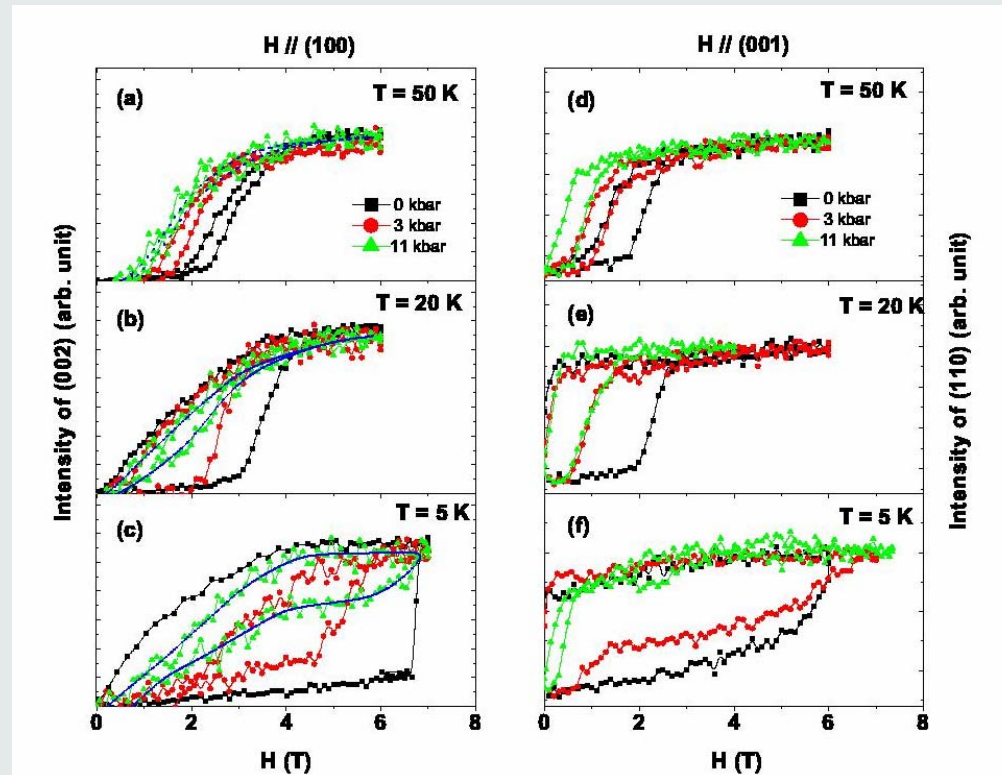 H // (100)
H // (001)
(a)
T = 50 K
0 kbar
3 kbar
11 kbar
(d)
T = 50 K
0 kbar
3 kbar
11 kbar
(b)
T = 20 K
(e)
T = 20 K
(c)
T = 5 K
(f)
T = 5 K
Intensity of (002) (arb. unit)
Intensity of (110) (arb. unit)
0 2 4 6 8
0 2 4 6 8
H (T)
H (T)